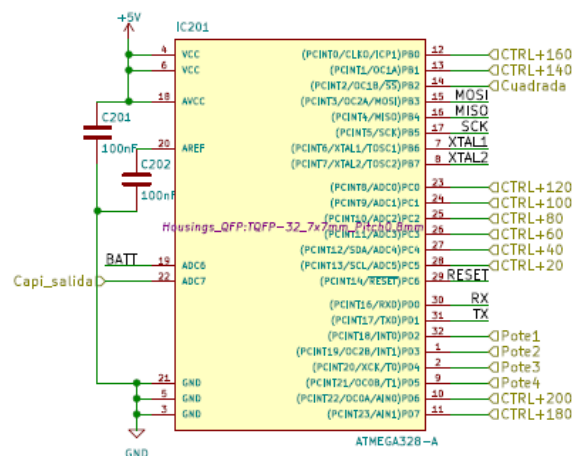 +5V
IC201
4 VCC (PCINT0/CLKO/ICP1)PB0 12 CTRL+160
6 VCC (PCINT1/OC1A)PB1 13 CTRL+140
(PCINT2/OC1B/SS)PB2 14 Cuadrada
18 AVCC (PCINT3/OC2A/MOSI)PB3 15 MOSI
(PCINT4/MISO)PB4 16 MISO
C201 (PCINT5/SCK)PB5 17 SCK
100nF 20 AREF (PCINT6/XTAL1/TOSC1)PB6 7 XTAL1
C202 (PCINT7/XTAL2/TOSC2)PB7 8 XTAL2
100nF (PCINT8/ADC0)PC0 23 CTRL+120
(PCINT9/ADC1)PC1 24 CTRL+100
(PCINT10/ADC2)PC2 25 CTRL+80
Housings_QFP:TQFP-32_7x7mm_Pitch0.8mm
(PCINT11/ADC3)PC3 26 CTRL+60
(PCINT12/SDA/ADC4)PC4 27 CTRL+40
BATT 19 ADC6 (PCINT13/SCL/ADC5)PC5 28 CTRL+20
Capi_salida 22 ADC7 (PCINT14/RESET)PC6 29 RESET
(PCINT16/RXD)PD0 30 RX
(PCINT17/TXD)PD1 31 TX
(PCINT18/INT0)PD2 32 Pote1
(PCINT19/OC2B/INT1)PD3 1 Pote2
(PCINT20/XCK/T0)PD4 2 Pote3
21 GND (PCINT21/OC0B/T1)PD5 9 Pote4
5 GND (PCINT22/OC0A/AIN0)PD6 10 CTRL+200
3 GND (PCINT23/AIN1)PD7 11 CTRL+180
GND
ATMEGA328-A